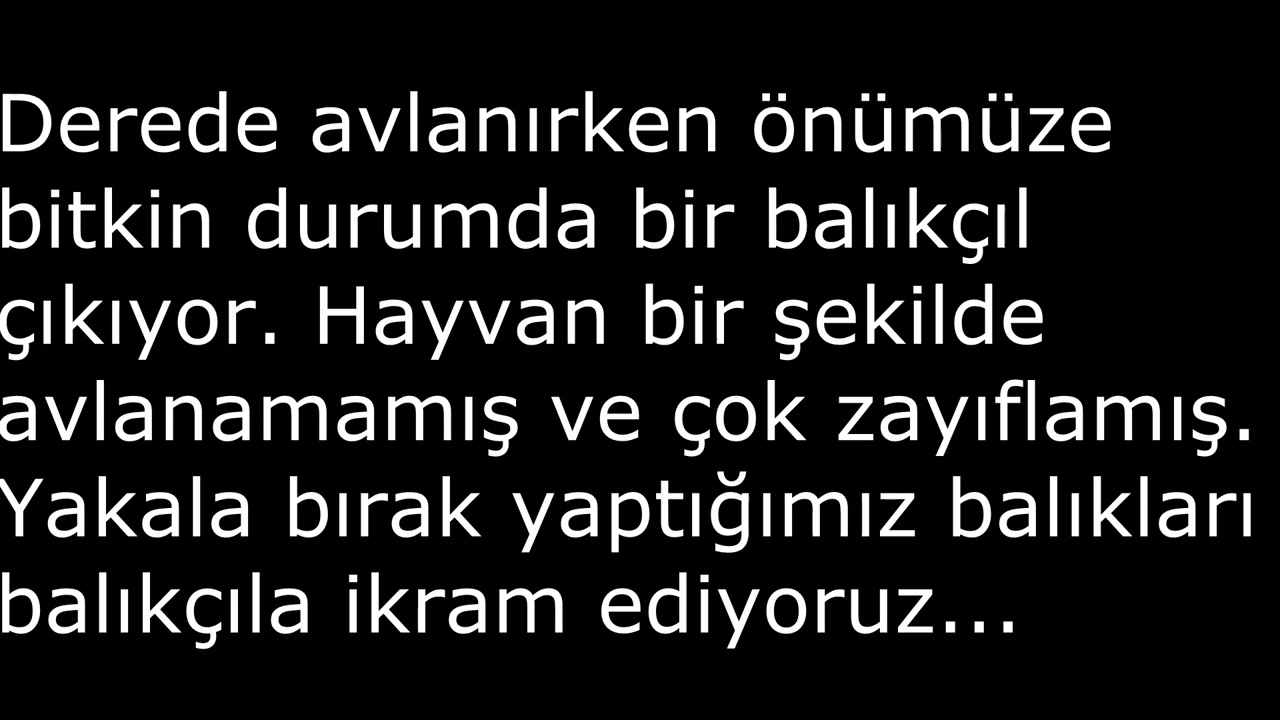 Derede avlanırken önümüze
bitkin durumda bir balıkçıl
çıkıyor. Hayvan bir şekilde
avlanamamış ve çok zayıflamış.
Yakala bırak yaptığımız balıkları
balıkçıla ikram ediyoruz...